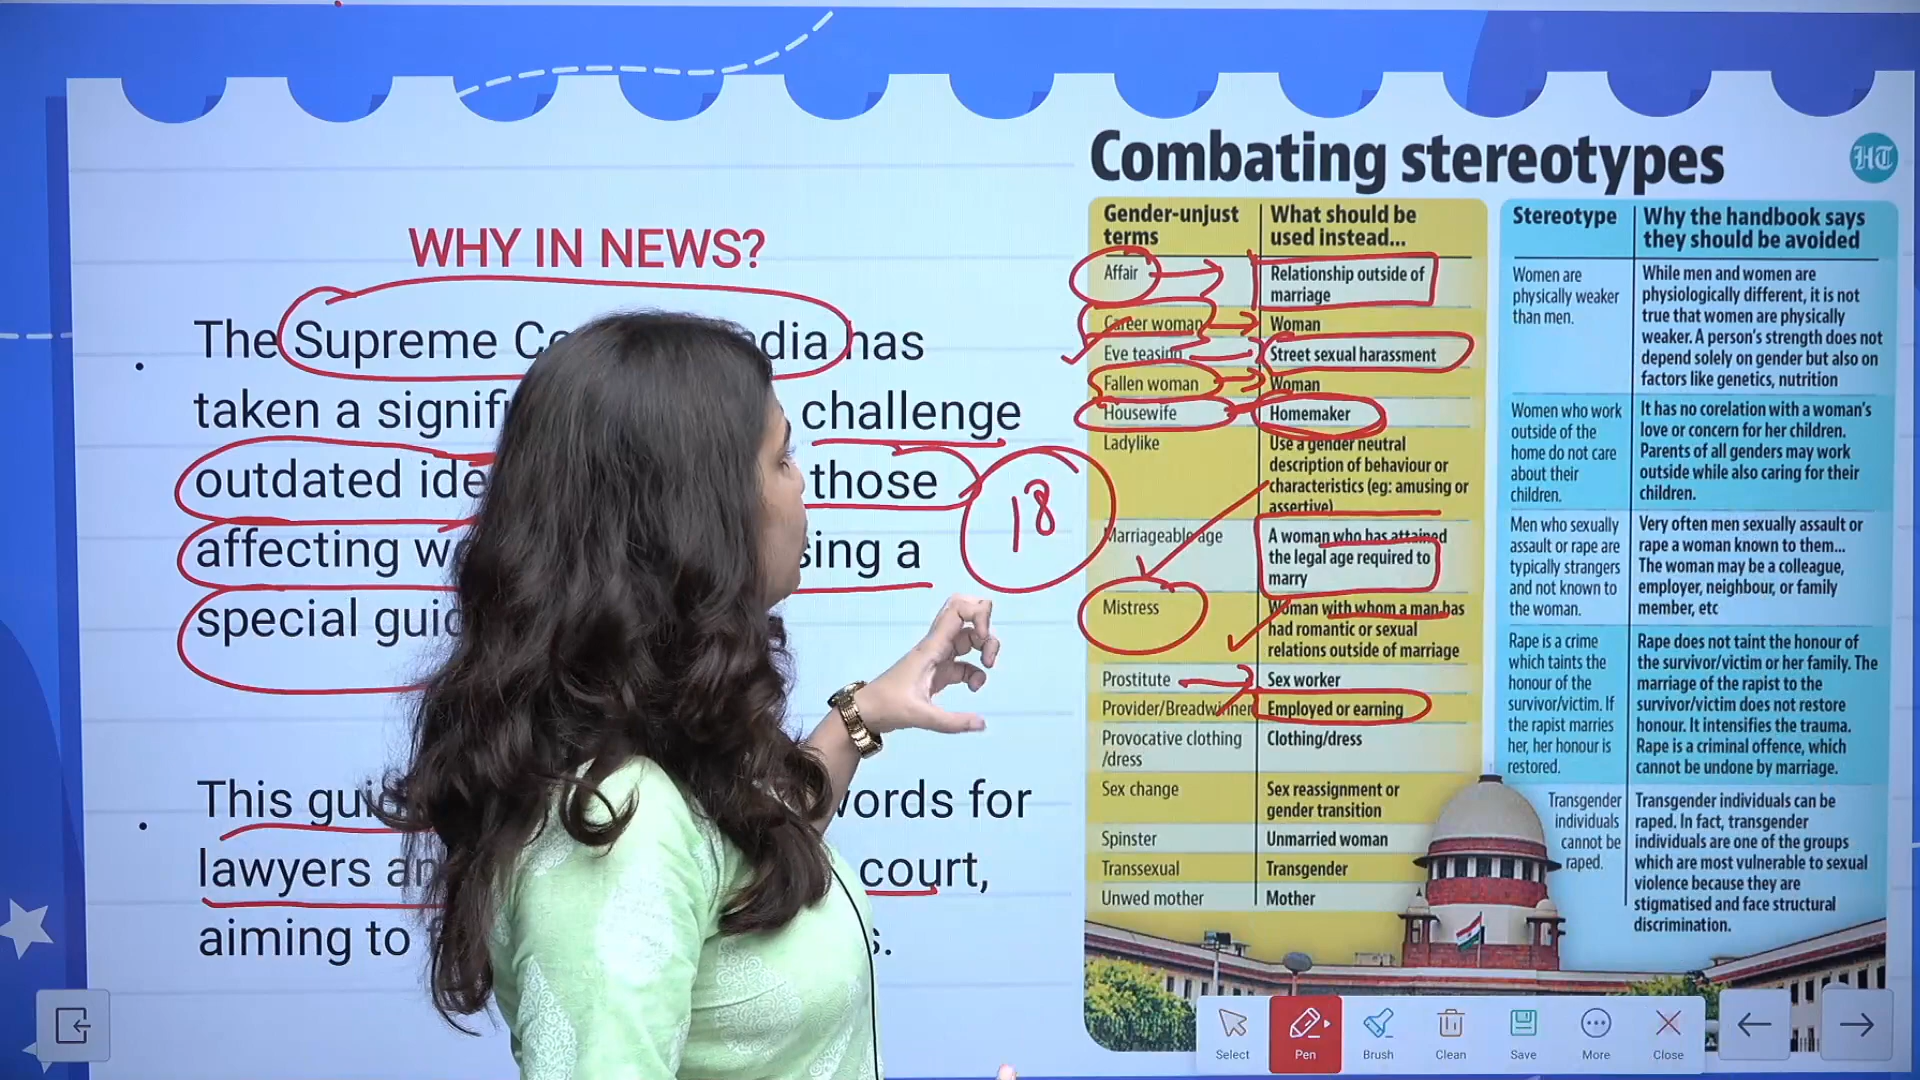 WHY IN NEWS?
The Supreme dia has
taken a challenge
outdated those
affecting sing a
special
This words for
lawyers court,
aiming to
18
Combating stereotypes
HT
Gender-unjust terms What should be used instead...
Affair Relationship outside of marriage
Career woman Woman
Eve teasing Street sexual harassment
Fallen woman Woman
Housewife Homemaker
Ladylike Use a gender neutral description of behaviour or characteristics (eg: amusing or assertive)
Marriageable age A woman who has attained the legal age required to marry
Mistress Woman with whom a man has had romantic or sexual relations outside of marriage
Prostitute Sex worker
Provider/Breadwinner Employed or earning
Provocative clothing /dress Clothing/dress
Sex change Sex reassignment or gender transition
Spinster Unmarried woman
Transsexual Transgender
Unwed mother Mother
Stereotype Why the handbook says they should be avoided
Women are physically weaker than men. While men and women are physiologically different, it is not true that women are physically weaker. A person's strength does not depend solely on gender but also on factors like genetics, nutrition
Women who work outside of the home do not care about their children. It has no corelation with a woman's love or concern for her children. Parents of all genders may work outside while also caring for their children.
Men who sexually assault or rape are typically strangers and not known to the woman. Very often men sexually assault or rape a woman known to them... The woman may be a colleague, employer, neighbour, or family member, etc
Rape is a crime which taints the honour of the survivor/victim. If the rapist marries her, her honour is restored. Rape does not taint the honour of the survivor/victim or her family. The marriage of the rapist to the survivor/victim does not restore honour. It intensifies the trauma. Rape is a criminal offence, which cannot be undone by marriage.
Transgender individuals cannot be raped. Transgender individuals can be raped. In fact, transgender individuals are one of the groups which are most vulnerable to sexual violence because they are stigmatised and face structural discrimination.
Select Pen Brush Clean Save More Close